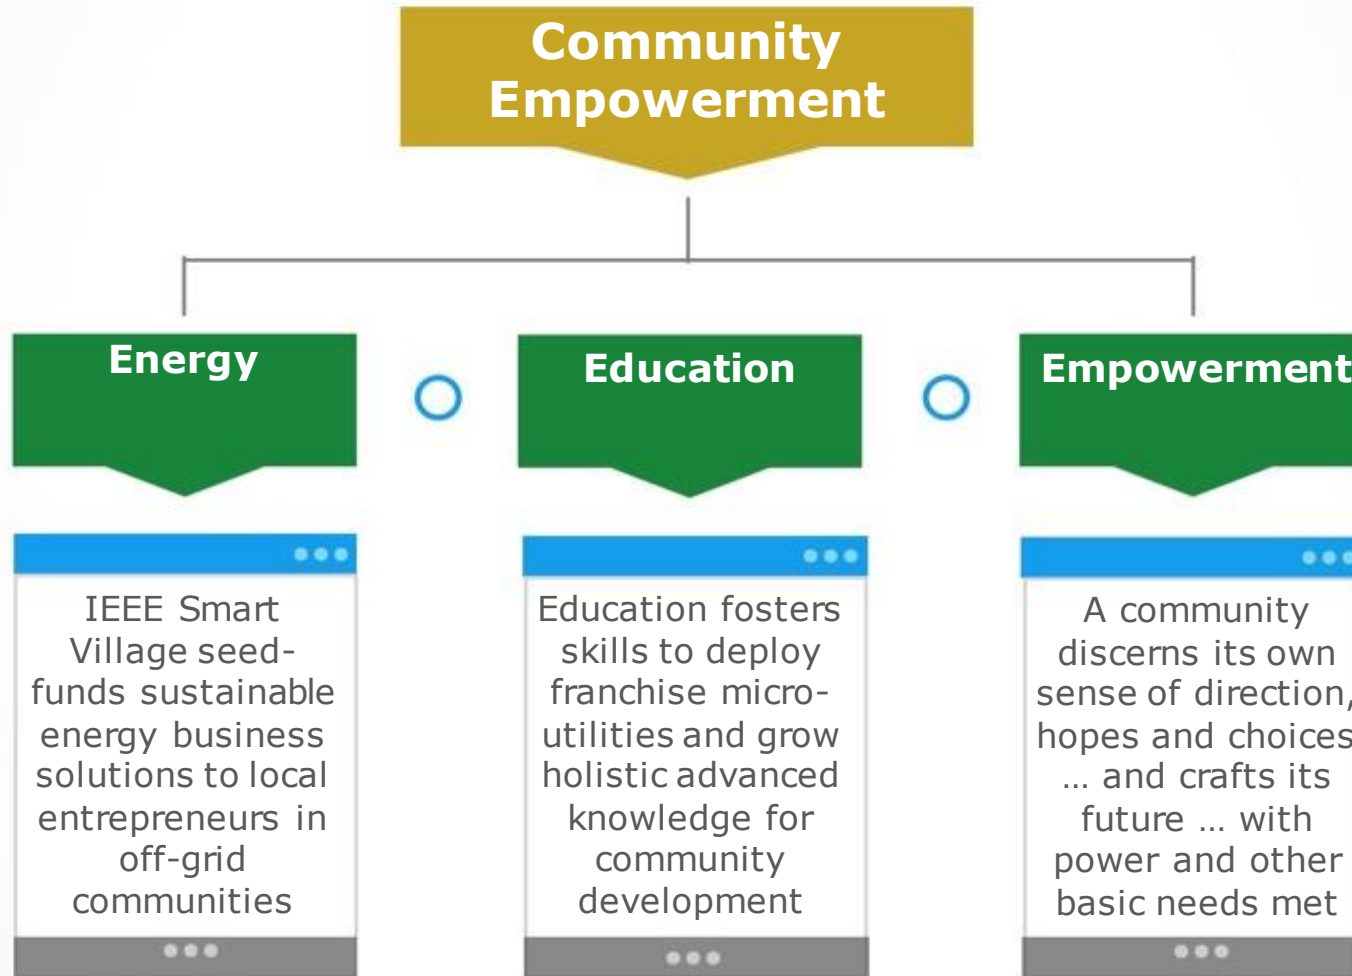 Community
Empowerment
Energy
Education
Empowerment
IEEE Smart
Village seed-
funds sustainable
energy business
solutions to local
entrepreneurs in
off-grid
communities
Education fosters
skills to deploy
franchise micro-
utilities and grow
holistic advanced
knowledge for
community
development
A community
discerns its own
sense of direction,
hopes and choices
… and crafts its
future … with
power and other
basic needs met